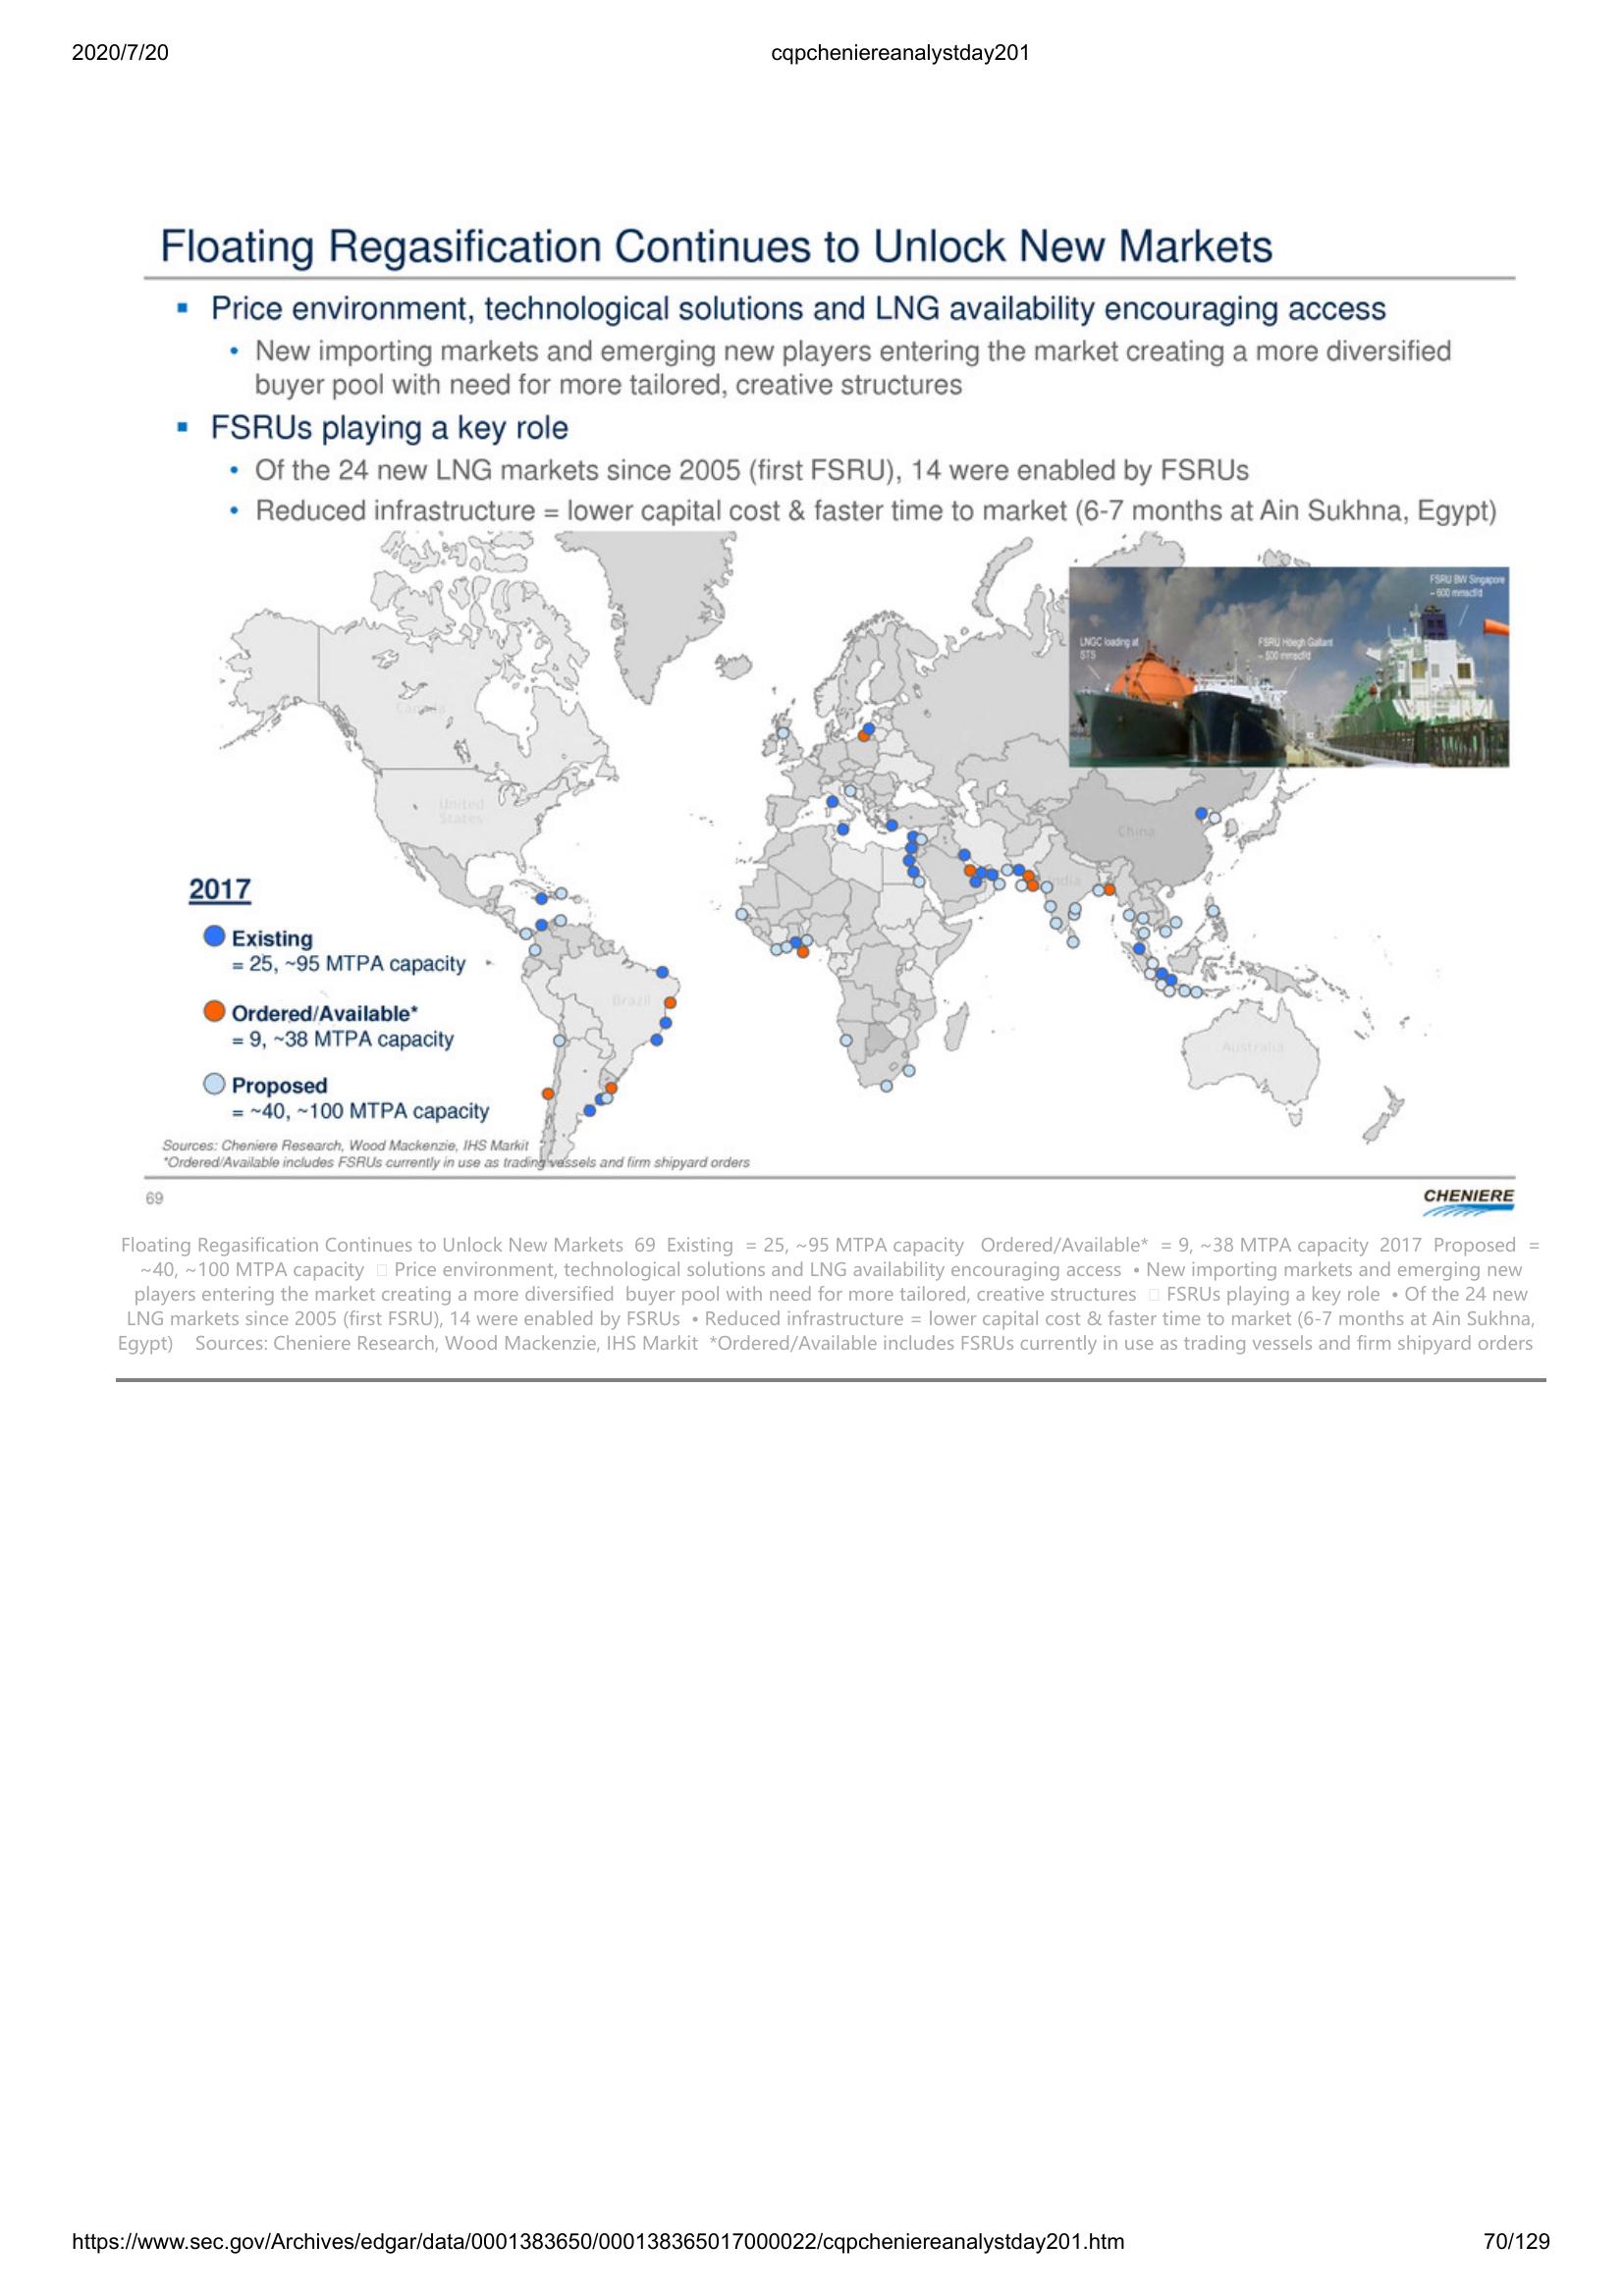 2020/7/20
cqpcheniereanalystday201
Floating Regasification Continues to Unlock New Markets
▪ Price environment, technological solutions and LNG availability encouraging access
• New importing markets and emerging new players entering the market creating a more diversified
buyer pool with need for more tailored, creative structures
▪ FSRUs playing a key role
• Of the 24 new LNG markets since 2005 (first FSRU), 14 were enabled by FSRUs
• Reduced infrastructure = lower capital cost & faster time to market (6-7 months at Ain Sukhna, Egypt)
FSRU BW Singapore
~ 600 mmscf/d
LNGC loading at
STS
FSRU Höegh Gallant
~ 500 mmscf/d
Canada
United
States
China
India
Brazil
Australia
2017
Existing
= 25, ~95 MTPA capacity
Ordered/Available*
= 9, ~38 MTPA capacity
Proposed
= ~40, ~100 MTPA capacity
Sources: Cheniere Research, Wood Mackenzie, IHS Markit
*Ordered/Available includes FSRUs currently in use as trading vessels and firm shipyard orders
69
CHENIERE
Floating Regasification Continues to Unlock New Markets 69 Existing = 25, ~95 MTPA capacity Ordered/Available* = 9, ~38 MTPA capacity 2017 Proposed =
~40, ~100 MTPA capacity □ Price environment, technological solutions and LNG availability encouraging access • New importing markets and emerging new
players entering the market creating a more diversified buyer pool with need for more tailored, creative structures □ FSRUs playing a key role • Of the 24 new
LNG markets since 2005 (first FSRU), 14 were enabled by FSRUs • Reduced infrastructure = lower capital cost & faster time to market (6-7 months at Ain Sukhna,
Egypt) Sources: Cheniere Research, Wood Mackenzie, IHS Markit *Ordered/Available includes FSRUs currently in use as trading vessels and firm shipyard orders
https://www.sec.gov/Archives/edgar/data/0001383650/000138365017000022/cqpcheniereanalystday201.htm
70/129